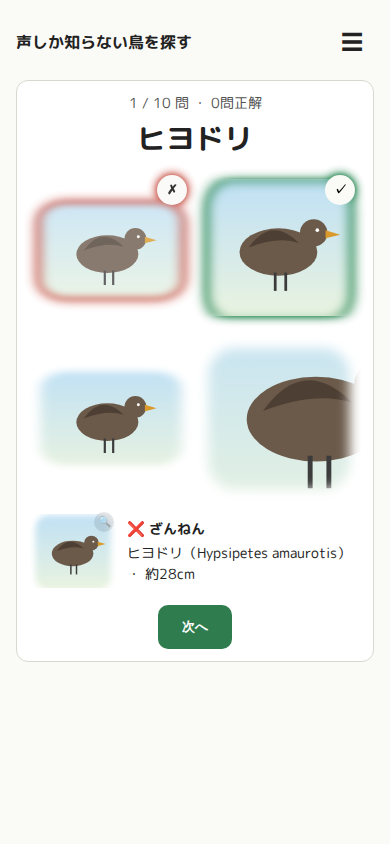 声しか知らない鳥を探す
1 / 10 問 · 0問正解
ヒヨドリ
✗
✓
❌ ざんねん
ヒヨドリ（Hypsipetes amaurotis）
· 約28cm
次へ